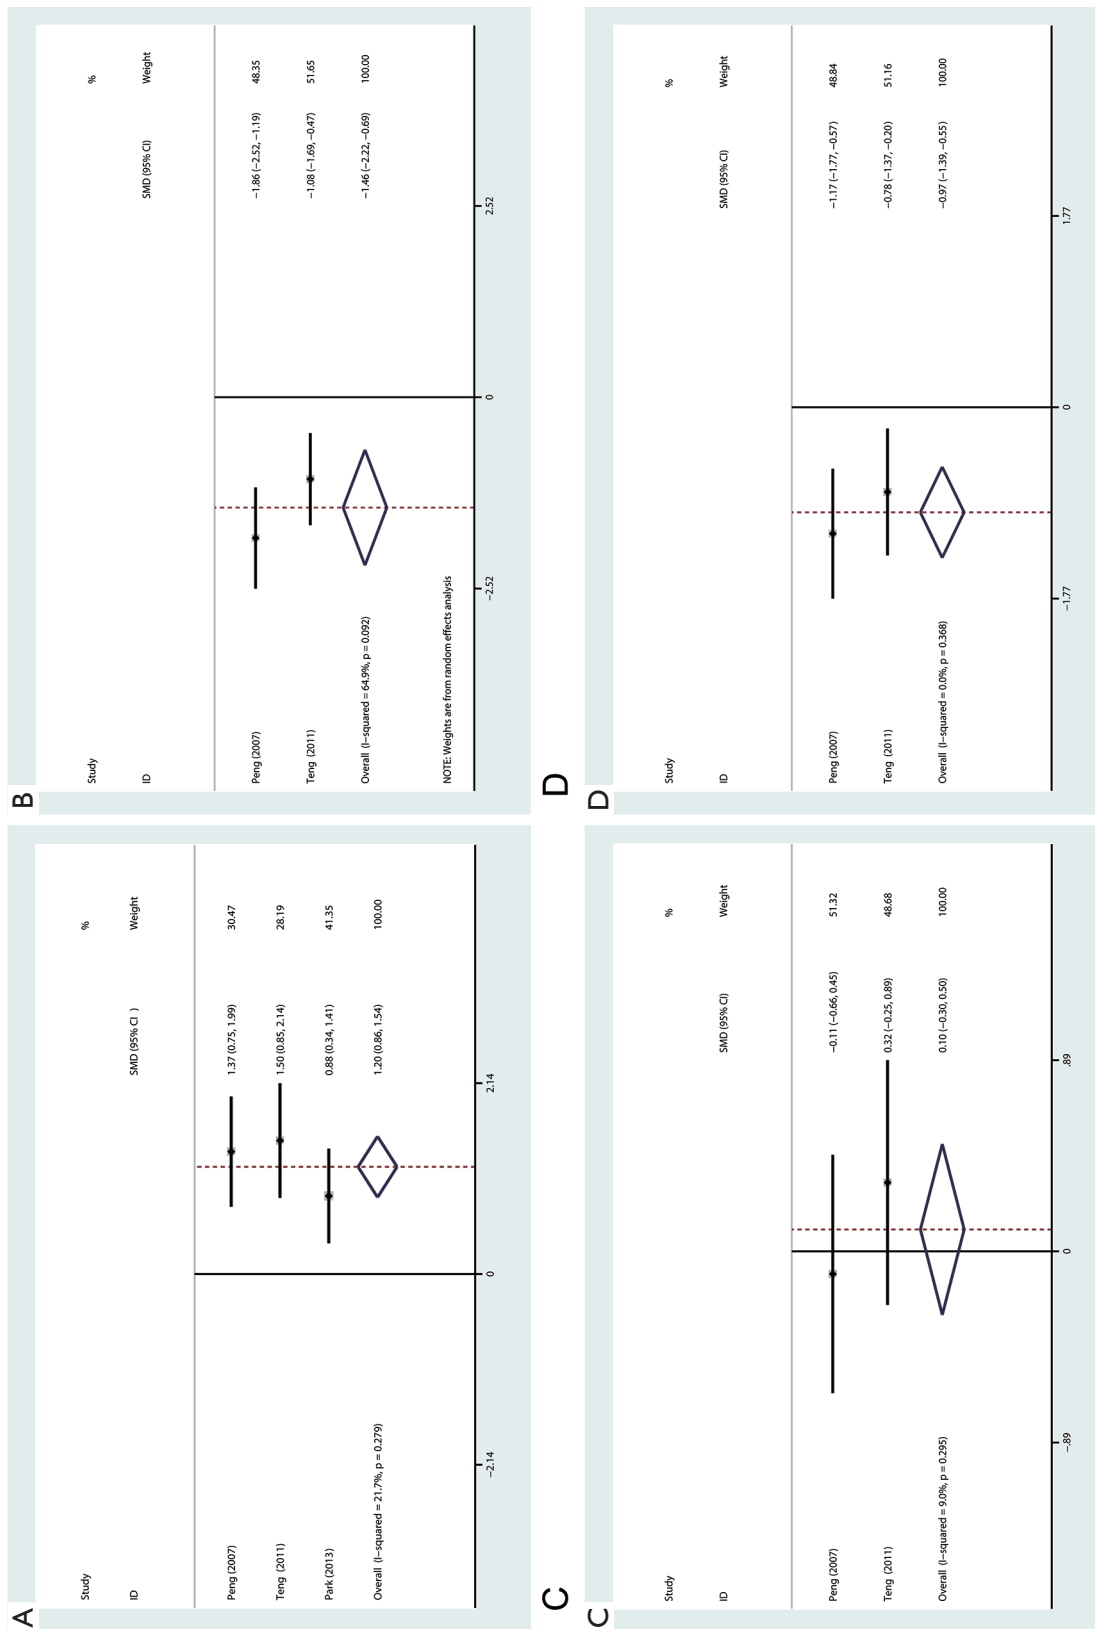 A
Study %
ID SMD (95% CI ) Weight
Peng (2007) 1.37 (0.75, 1.99) 30.47
Teng (2011) 1.50 (0.85, 2.14) 28.19
Park (2013) 0.88 (0.34, 1.41) 41.35
Overall (I−squared = 21.7%, p = 0.279) 1.20 (0.86, 1.54) 100.00
−2.14 0 2.14
B
Study %
ID SMD (95% CI) Weight
Peng (2007) −1.86 (−2.52, −1.19) 48.35
Teng (2011) −1.08 (−1.69, −0.47) 51.65
Overall (I−squared = 64.9%, p = 0.092) −1.46 (−2.22, −0.69) 100.00
NOTE: Weights are from random effects analysis
−2.52 0 2.52
C
C
Study %
ID SMD (95% CI) Weight
Peng (2007) −0.11 (−0.66, 0.45) 51.32
Teng (2011) 0.32 (−0.25, 0.89) 48.68
Overall (I−squared = 9.0%, p = 0.295) 0.10 (−0.30, 0.50) 100.00
−.89 0 .89
D
D
Study %
ID SMD (95% CI) Weight
Peng (2007) −1.17 (−1.77, −0.57) 48.84
Teng (2011) −0.78 (−1.37, −0.20) 51.16
Overall (I−squared = 0.0%, p = 0.368) −0.97 (−1.39, −0.55) 100.00
−1.77 0 1.77